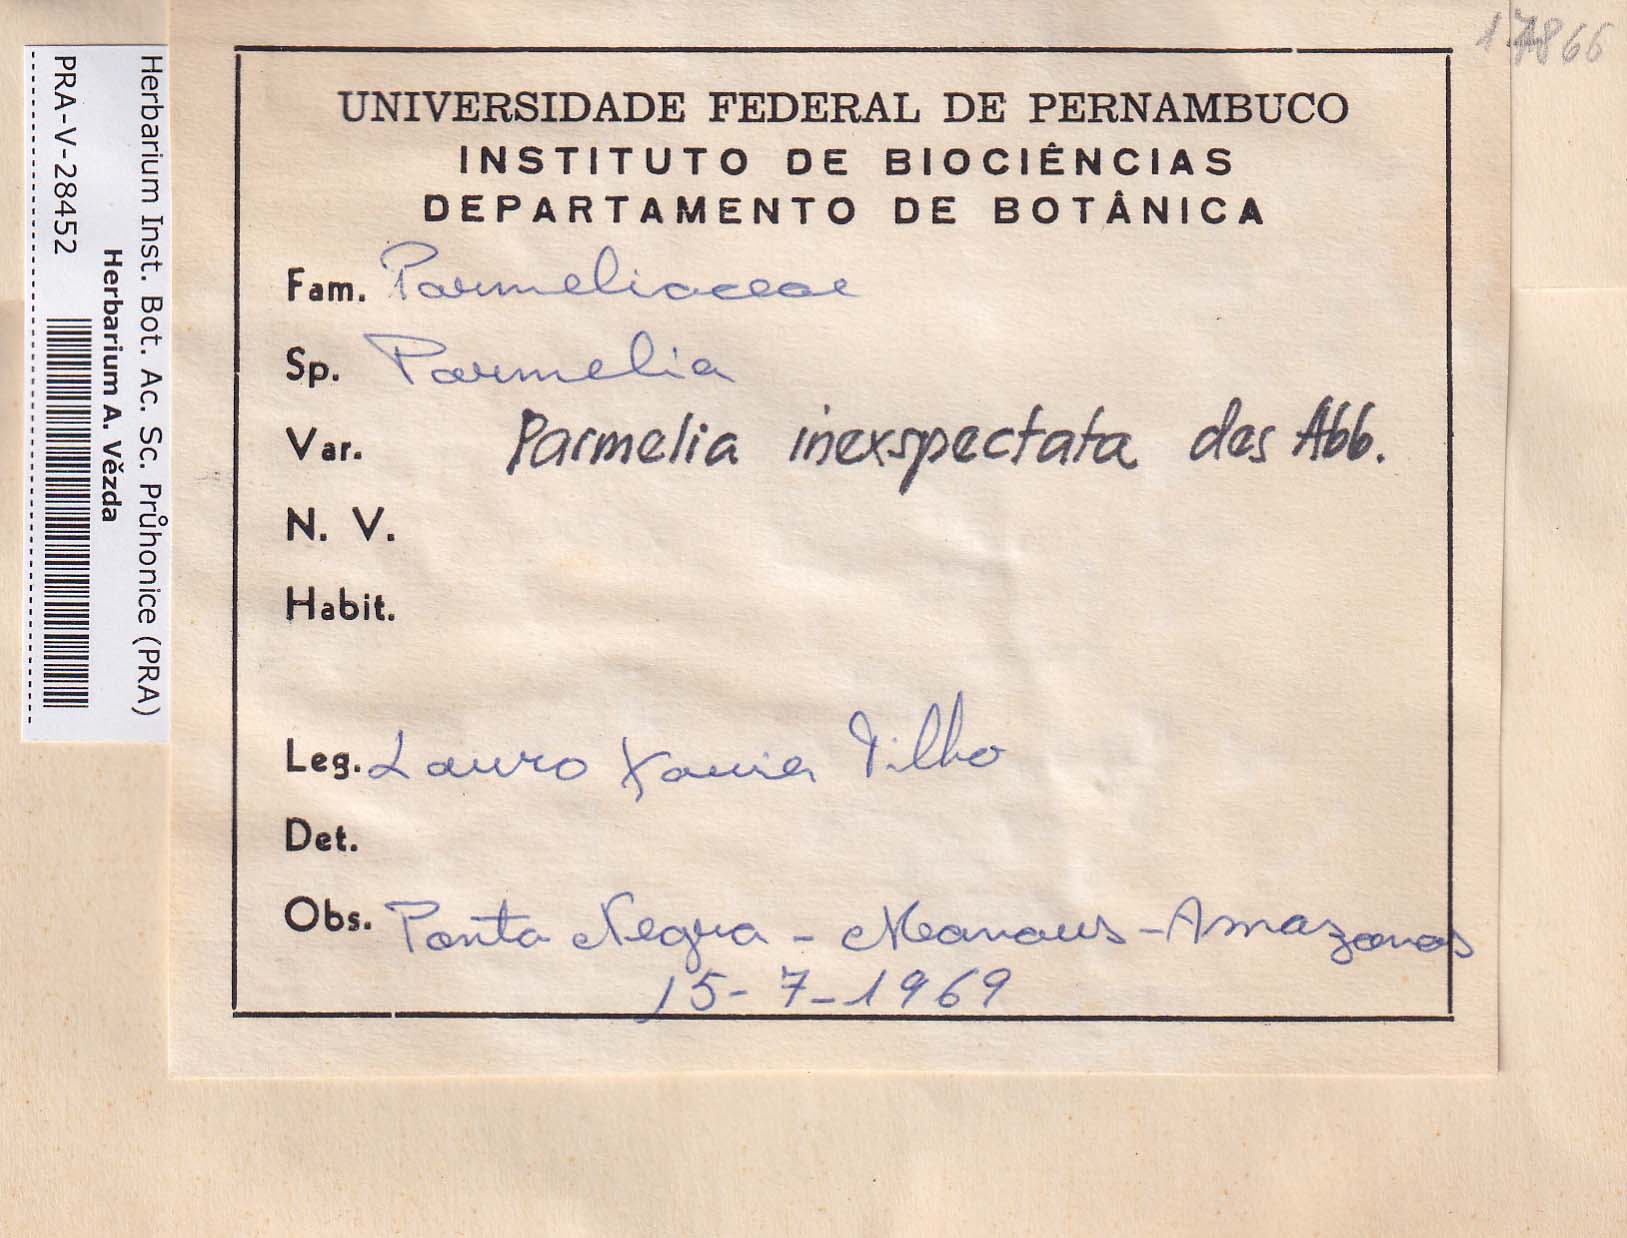 17866
UNIVERSIDADE FEDERAL DE PERNAMBUCO
INSTITUTO DE BIOCIÊNCIAS
DEPARTAMENTO DE BOTÂNICA
Fam. Parmeliaceae
Sp. Parmelia
Var. Parmelia inexspectata des Abb.
N. V.
Habit.
Leg. Lauro Xavier Filho
Det.
Obs. Ponta Negra - Manaus - Amazonas
15-7-1969
Herbarium Inst. Bot. Ac. Sc. Průhonice (PRA)
Herbarium A. Vězda
PRA-V-28452